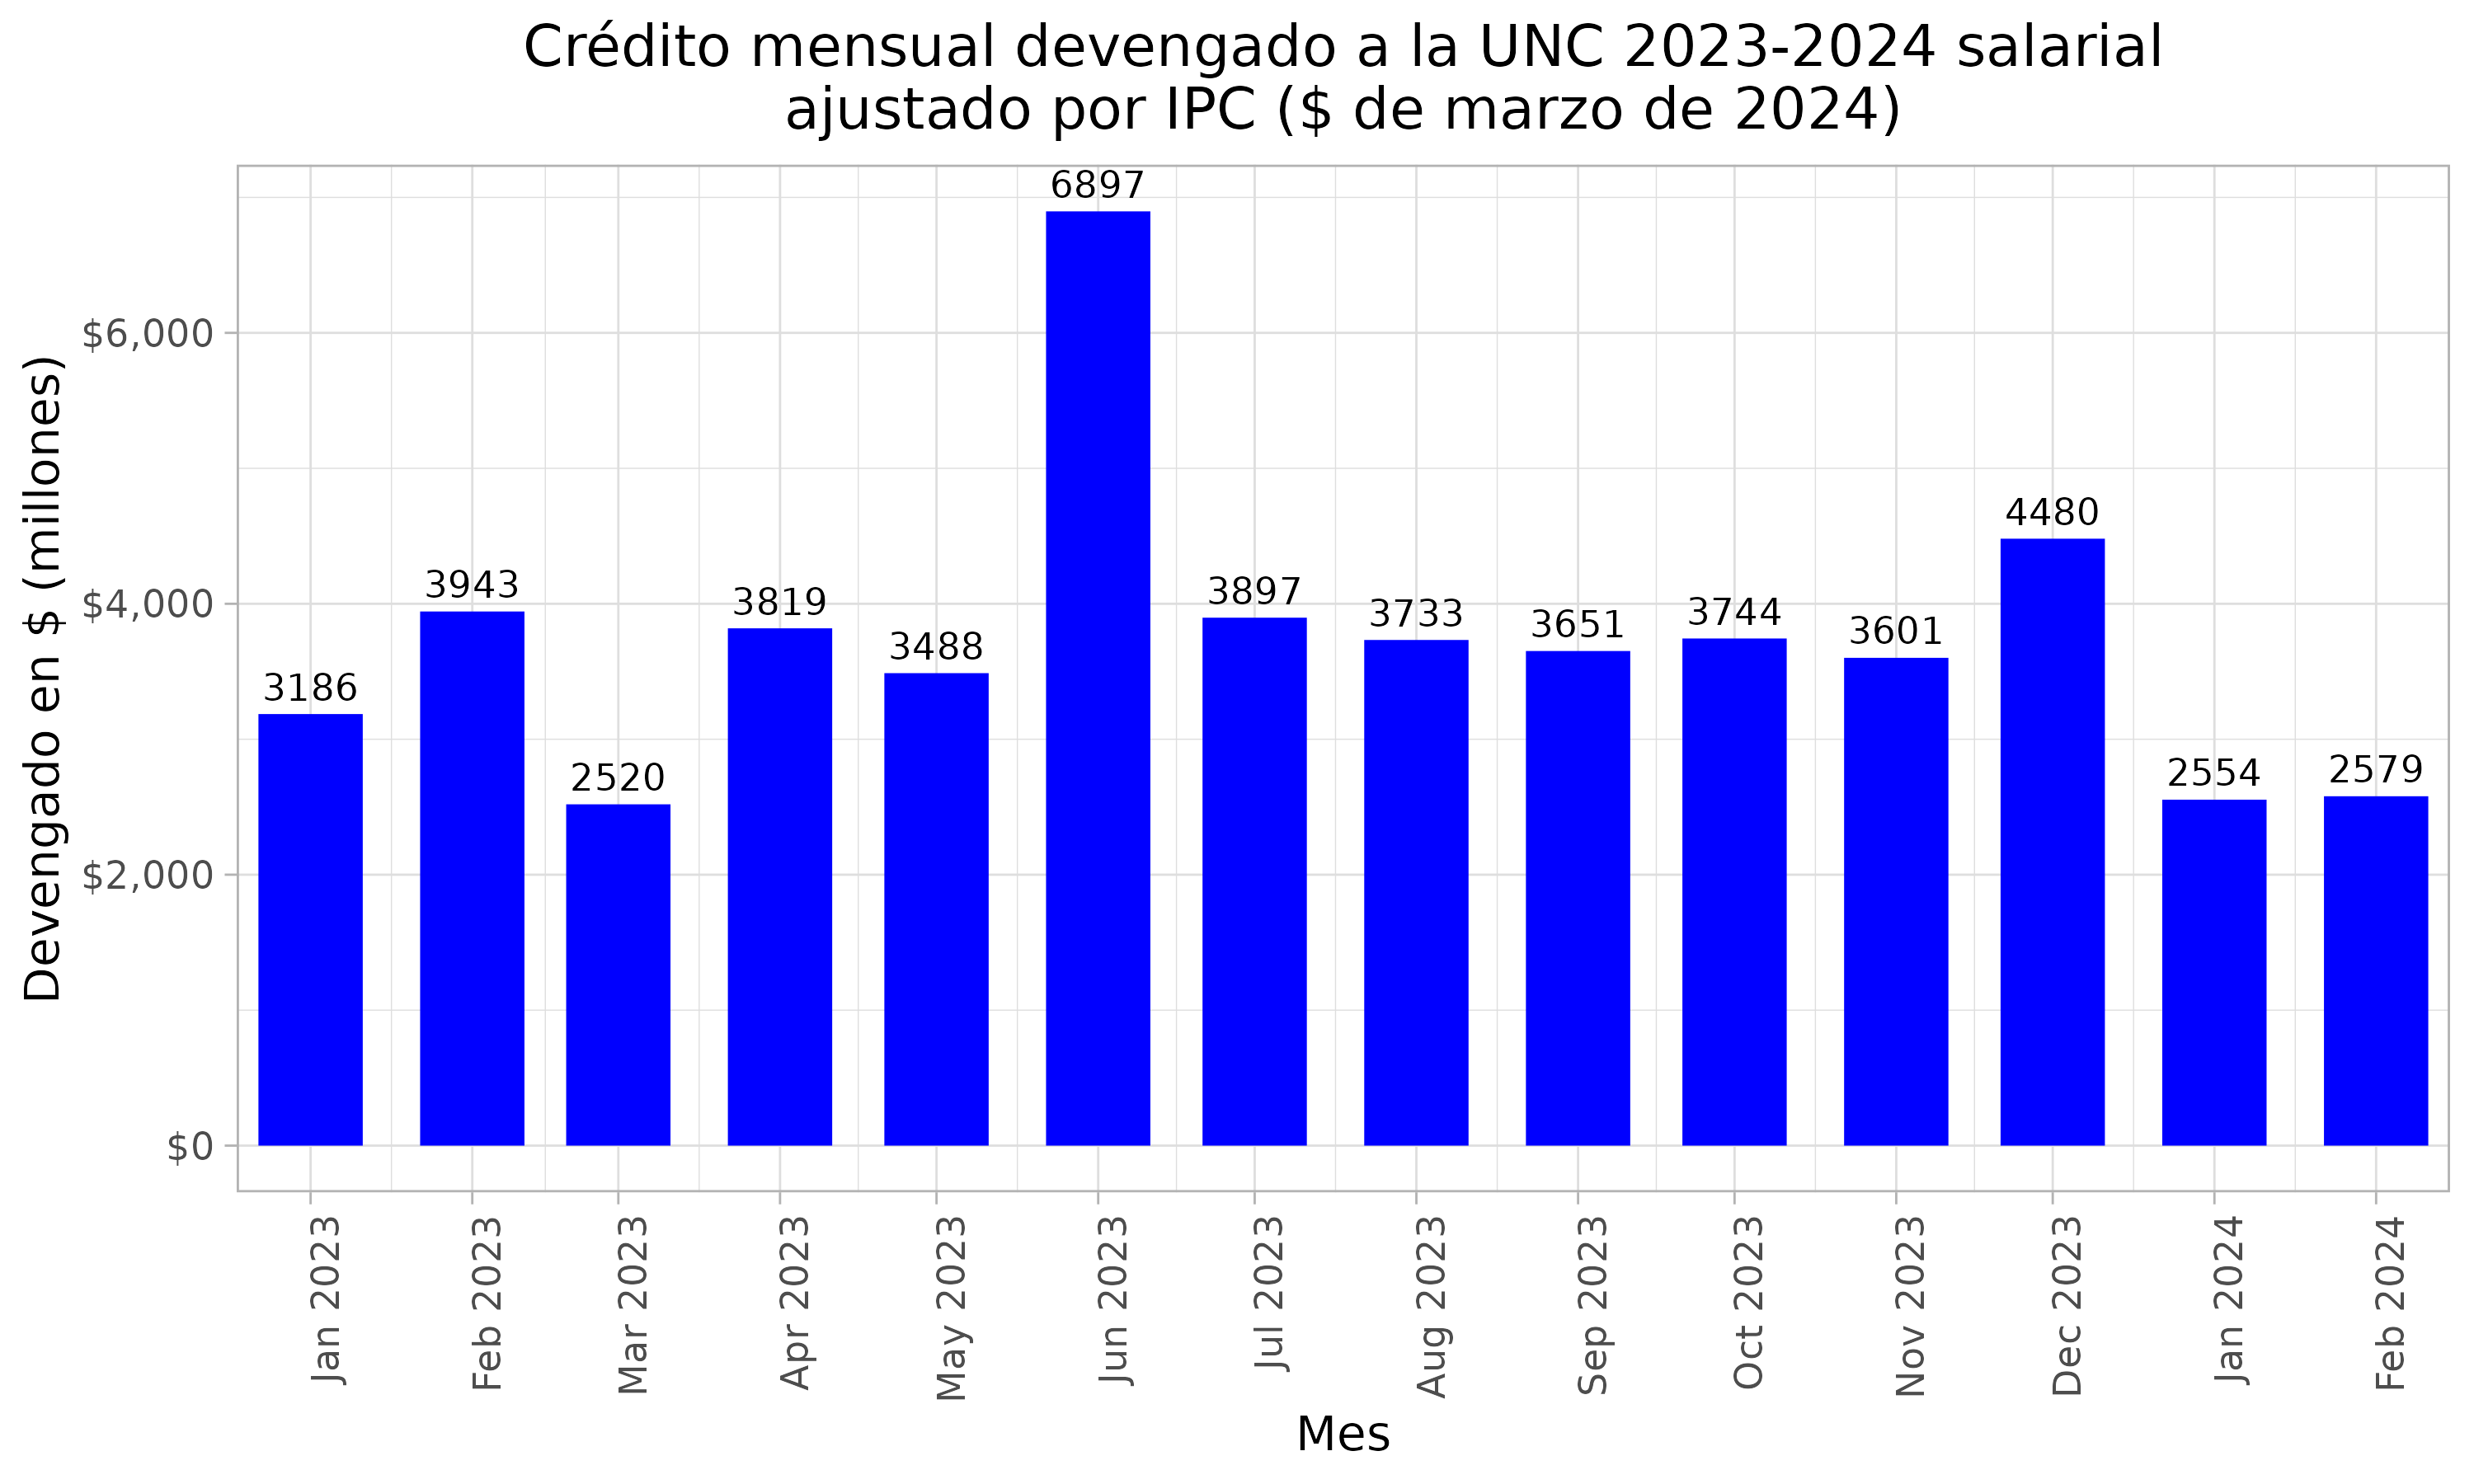 Crédito mensual devengado a la UNC 2023-2024 salarial
ajustado por IPC ($ de marzo de 2024)
Devengado en $ (millones)
$6,000
$4,000
$2,000
$0
3186
3943
2520
3819
3488
6897
3897
3733
3651
3744
3601
4480
2554
2579
Jan 2023
Feb 2023
Mar 2023
Apr 2023
May 2023
Jun 2023
Jul 2023
Aug 2023
Sep 2023
Oct 2023
Nov 2023
Dec 2023
Jan 2024
Feb 2024
Mes